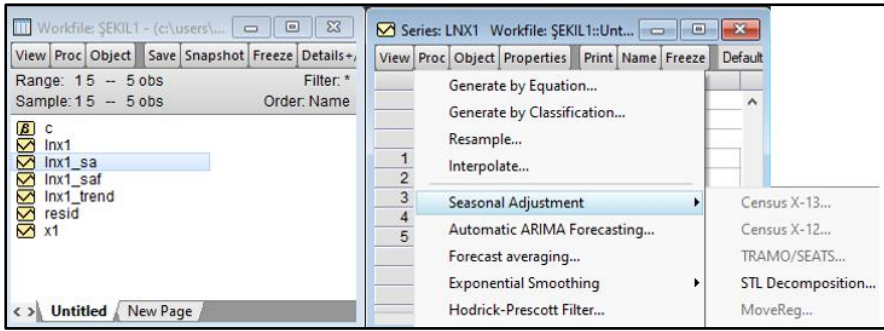 Workfile: ŞEKIL1 - (c:\users\...
View Proc Object Save Snapshot Freeze Details+/
Range: 1 5 -- 5 obs Filter: *
Sample: 1 5 -- 5 obs Order: Name
β c
lnx1
lnx1_sa
lnx1_saf
lnx1_trend
resid
x1
< > Untitled New Page
Series: LNX1 Workfile: ŞEKIL1::Unt...
View Proc Object Properties Print Name Freeze Default
Generate by Equation...
Generate by Classification...
Resample...
1 Interpolate...
2
3 Seasonal Adjustment Census X-13...
4 Automatic ARIMA Forecasting... Census X-12...
5 Forecast averaging... TRAMO/SEATS...
Exponential Smoothing STL Decomposition...
Hodrick-Prescott Filter... MoveReg...